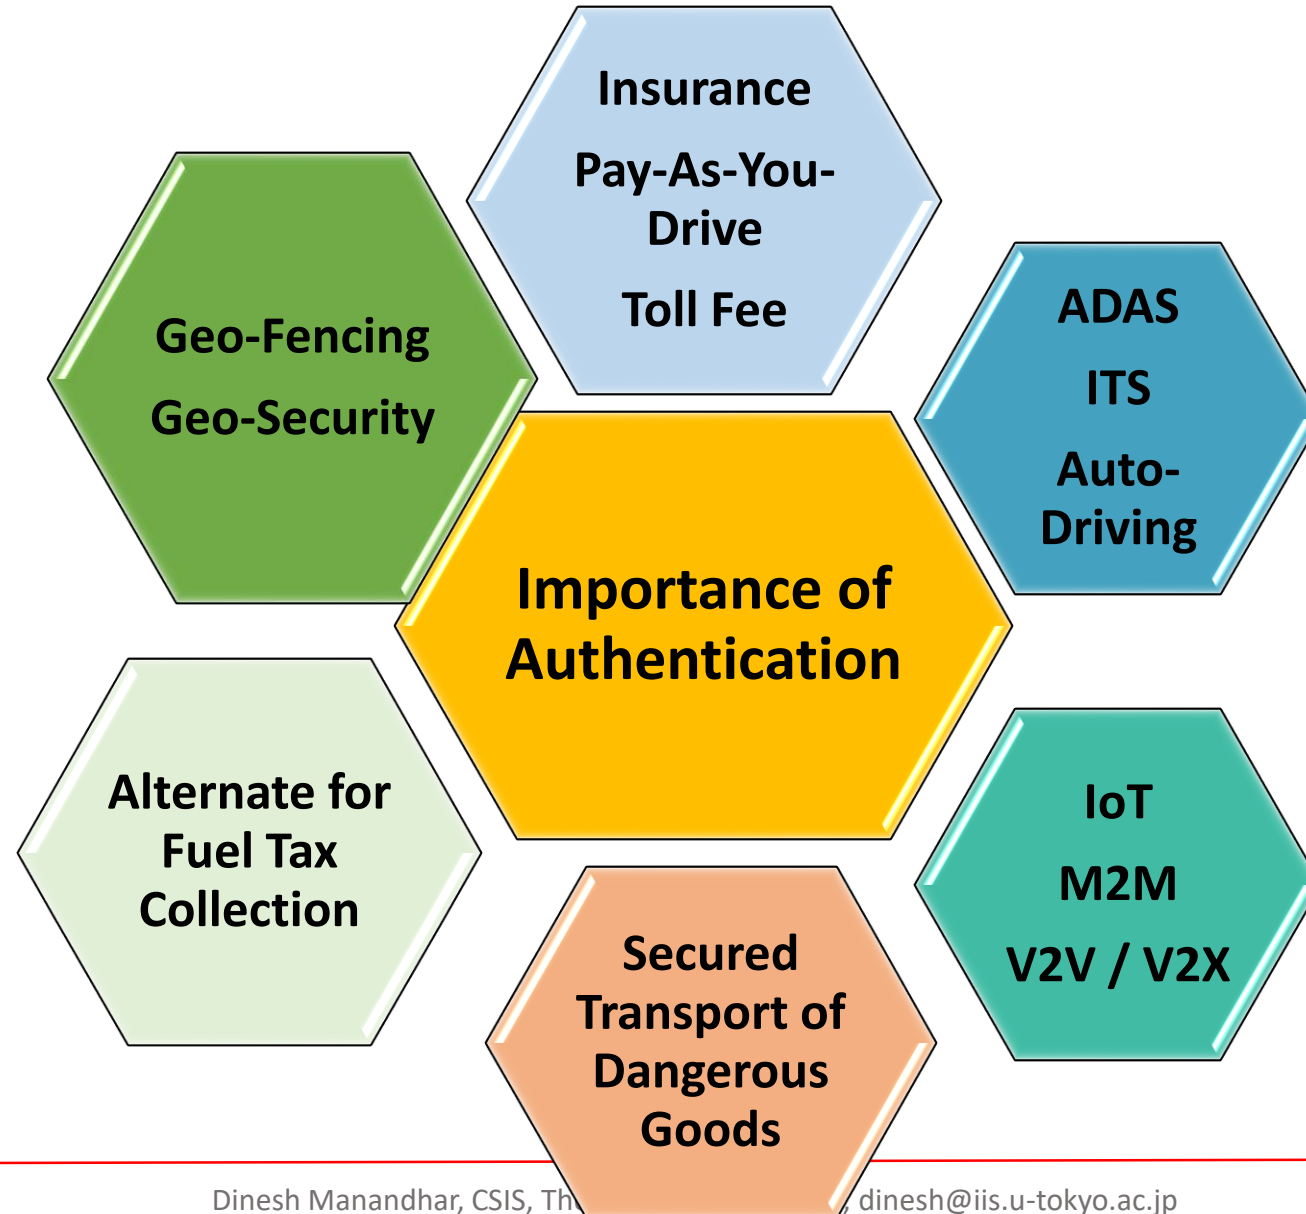 Insurance
Pay-As-You-
Drive
Toll Fee
Geo-Fencing
Geo-Security
ADAS
ITS
Auto-
Driving
Importance of
Authentication
Alternate for
Fuel Tax
Collection
IoT
M2M
V2V / V2X
Secured
Transport of
Dangerous
Goods
Dinesh Manandhar, CSIS, dinesh@iis.u-tokyo.ac.jp